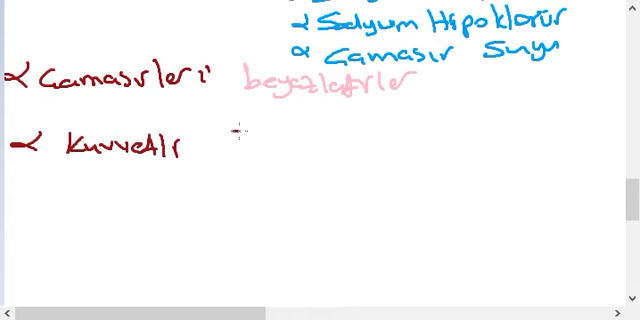 Sodyum Hipoklorür
Çamaşır Suyu
Çamaşırları beyazlatırlar
Kuvvetli